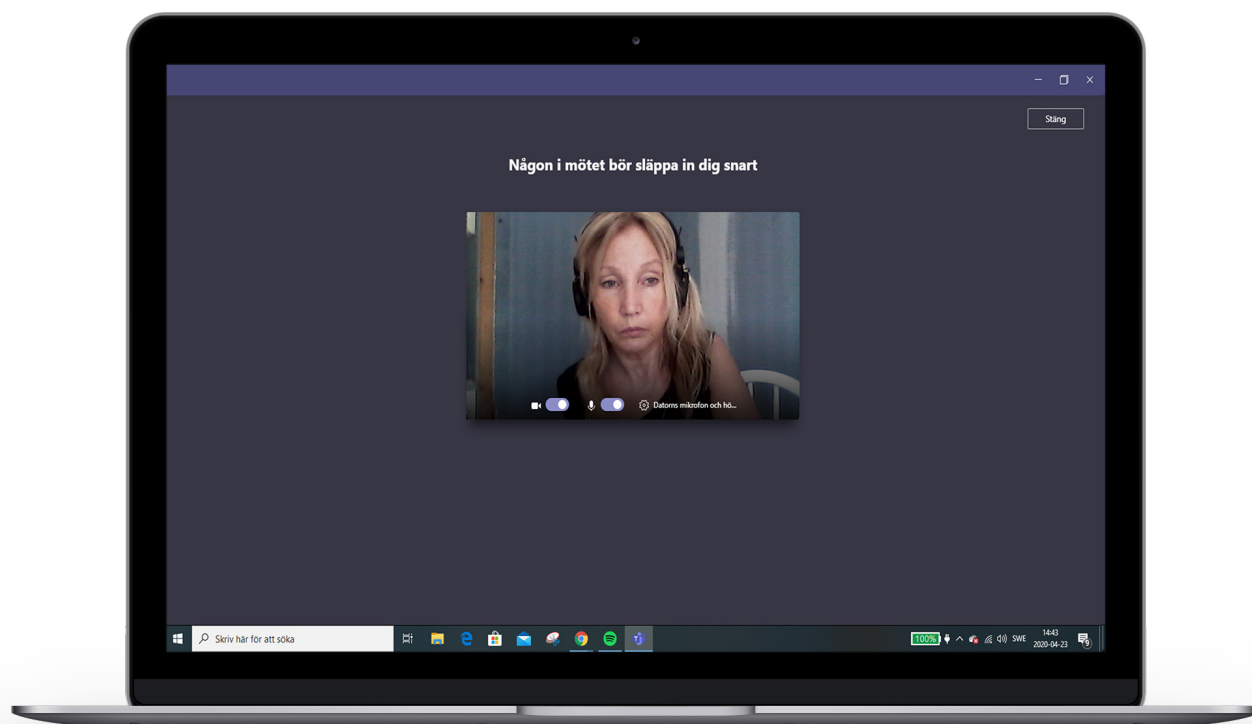 Stäng
Någon i mötet bör släppa in dig snart
Datorns mikrofon och hö...
Skriv här för att söka
100%
SWE
14:43
2020-04-23
9